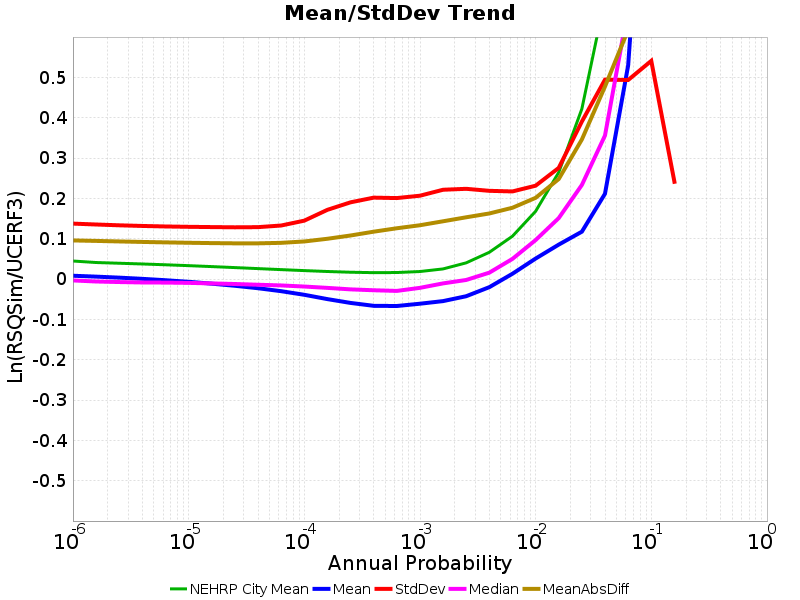 Mean/StdDev Trend
Ln(RSQSim/UCERF3)
0.5
0.4
0.3
0.2
0.1
0
-0.1
-0.2
-0.3
-0.4
-0.5
10^-6 10^-5 10^-4 10^-3 10^-2 10^-1 10^0
Annual Probability
NEHRP City Mean Mean StdDev Median MeanAbsDiff